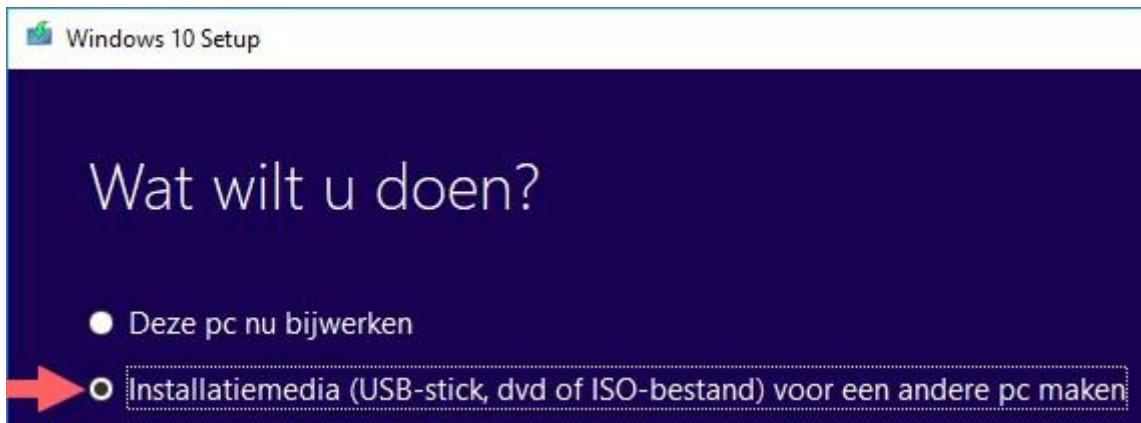 Windows 10 Setup
Wat wilt u doen?
Deze pc nu bijwerken
Installatiemedia (USB-stick, dvd of ISO-bestand) voor een andere pc maken